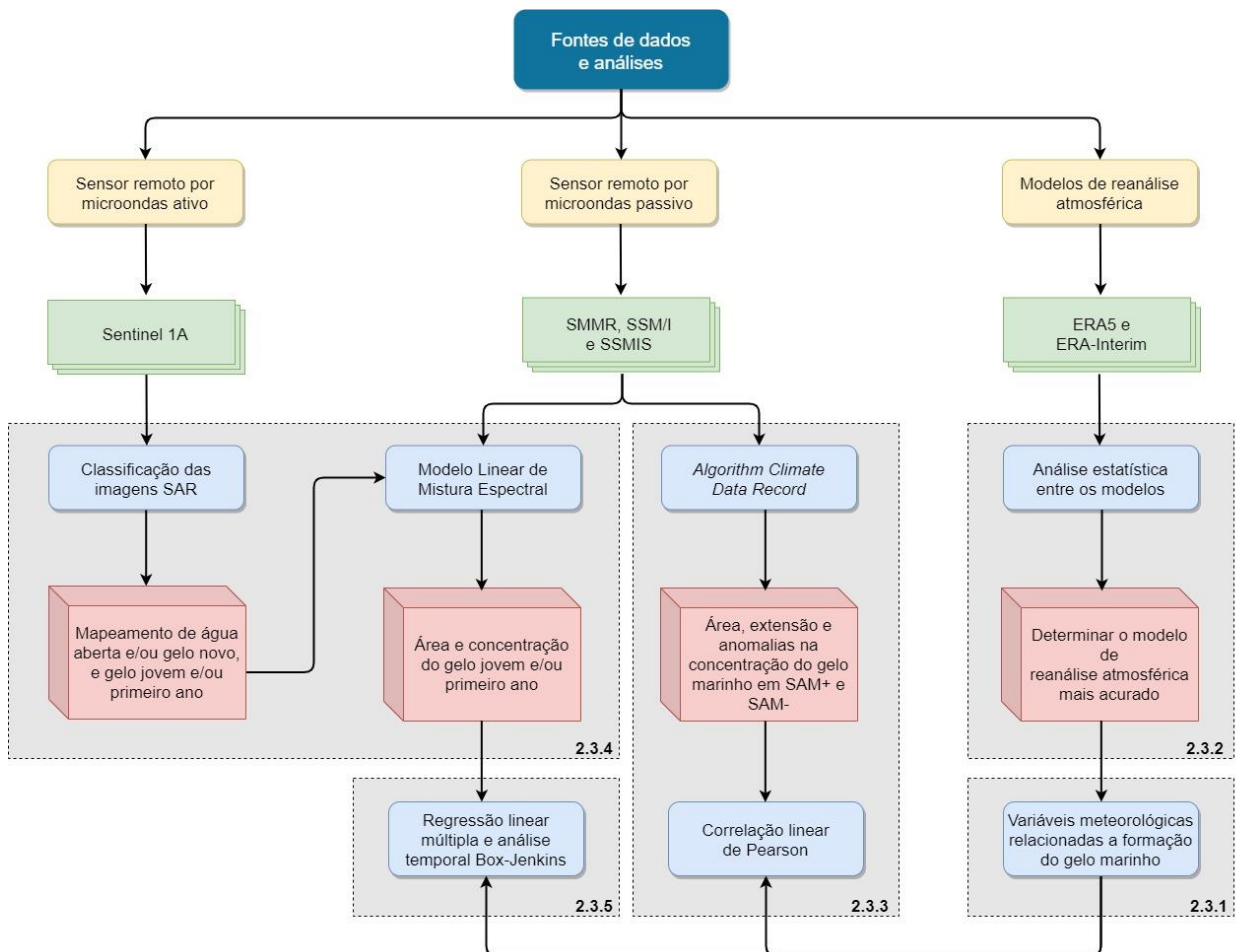 Fontes de dados
e análises
Sensor remoto por
microondas ativo
Sensor remoto por
microondas passivo
Modelos de reanálise
atmosférica
Sentinel 1A
SMMR, SSM/I
e SSMIS
ERA5 e
ERA-Interim
Classificação das
imagens SAR
Modelo Linear de
Mistura Espectral
Algorithm Climate
Data Record
Análise estatística
entre os modelos
Mapeamento de água
aberta e/ou gelo novo,
e gelo jovem e/ou
primeiro ano
Área e concentração
do gelo jovem e/ou
primeiro ano
Área, extensão e
anomalias na
concentração do gelo
marinho em SAM+ e
SAM-
Determinar o modelo
de
reanálise atmosférica
mais acurado
2.3.4
2.3.2
Regressão linear
múltipla e análise
temporal Box-Jenkins
Correlação linear
de Pearson
Variáveis meteorológicas
relacionadas a formação
do gelo marinho
2.3.5
2.3.3
2.3.1